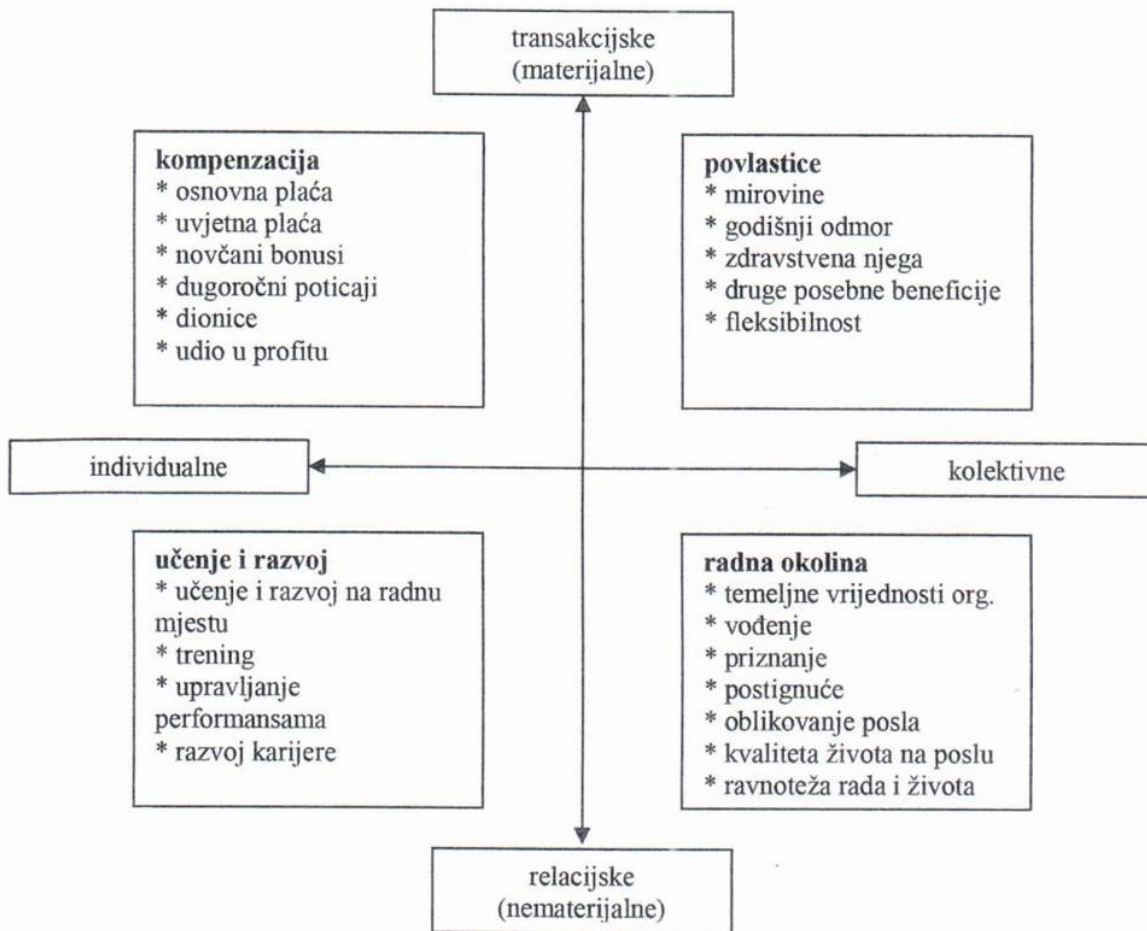 transakcijske
(materijalne)
kompenzacija
* osnovna plaća
* uvjetna plaća
* novčani bonusi
* dugoročni poticaji
* dionice
* udio u profitu
povlastice
* mirovine
* godišnji odmor
* zdravstvena njega
* druge posebne beneficije
* fleksibilnost
individualne
kolektivne
učenje i razvoj
* učenje i razvoj na radnu
mjestu
* trening
* upravljanje
performansama
* razvoj karijere
radna okolina
* temeljne vrijednosti org.
* vođenje
* priznanje
* postignuće
* oblikovanje posla
* kvaliteta života na poslu
* ravnoteža rada i života
relacijske
(nematerijalne)